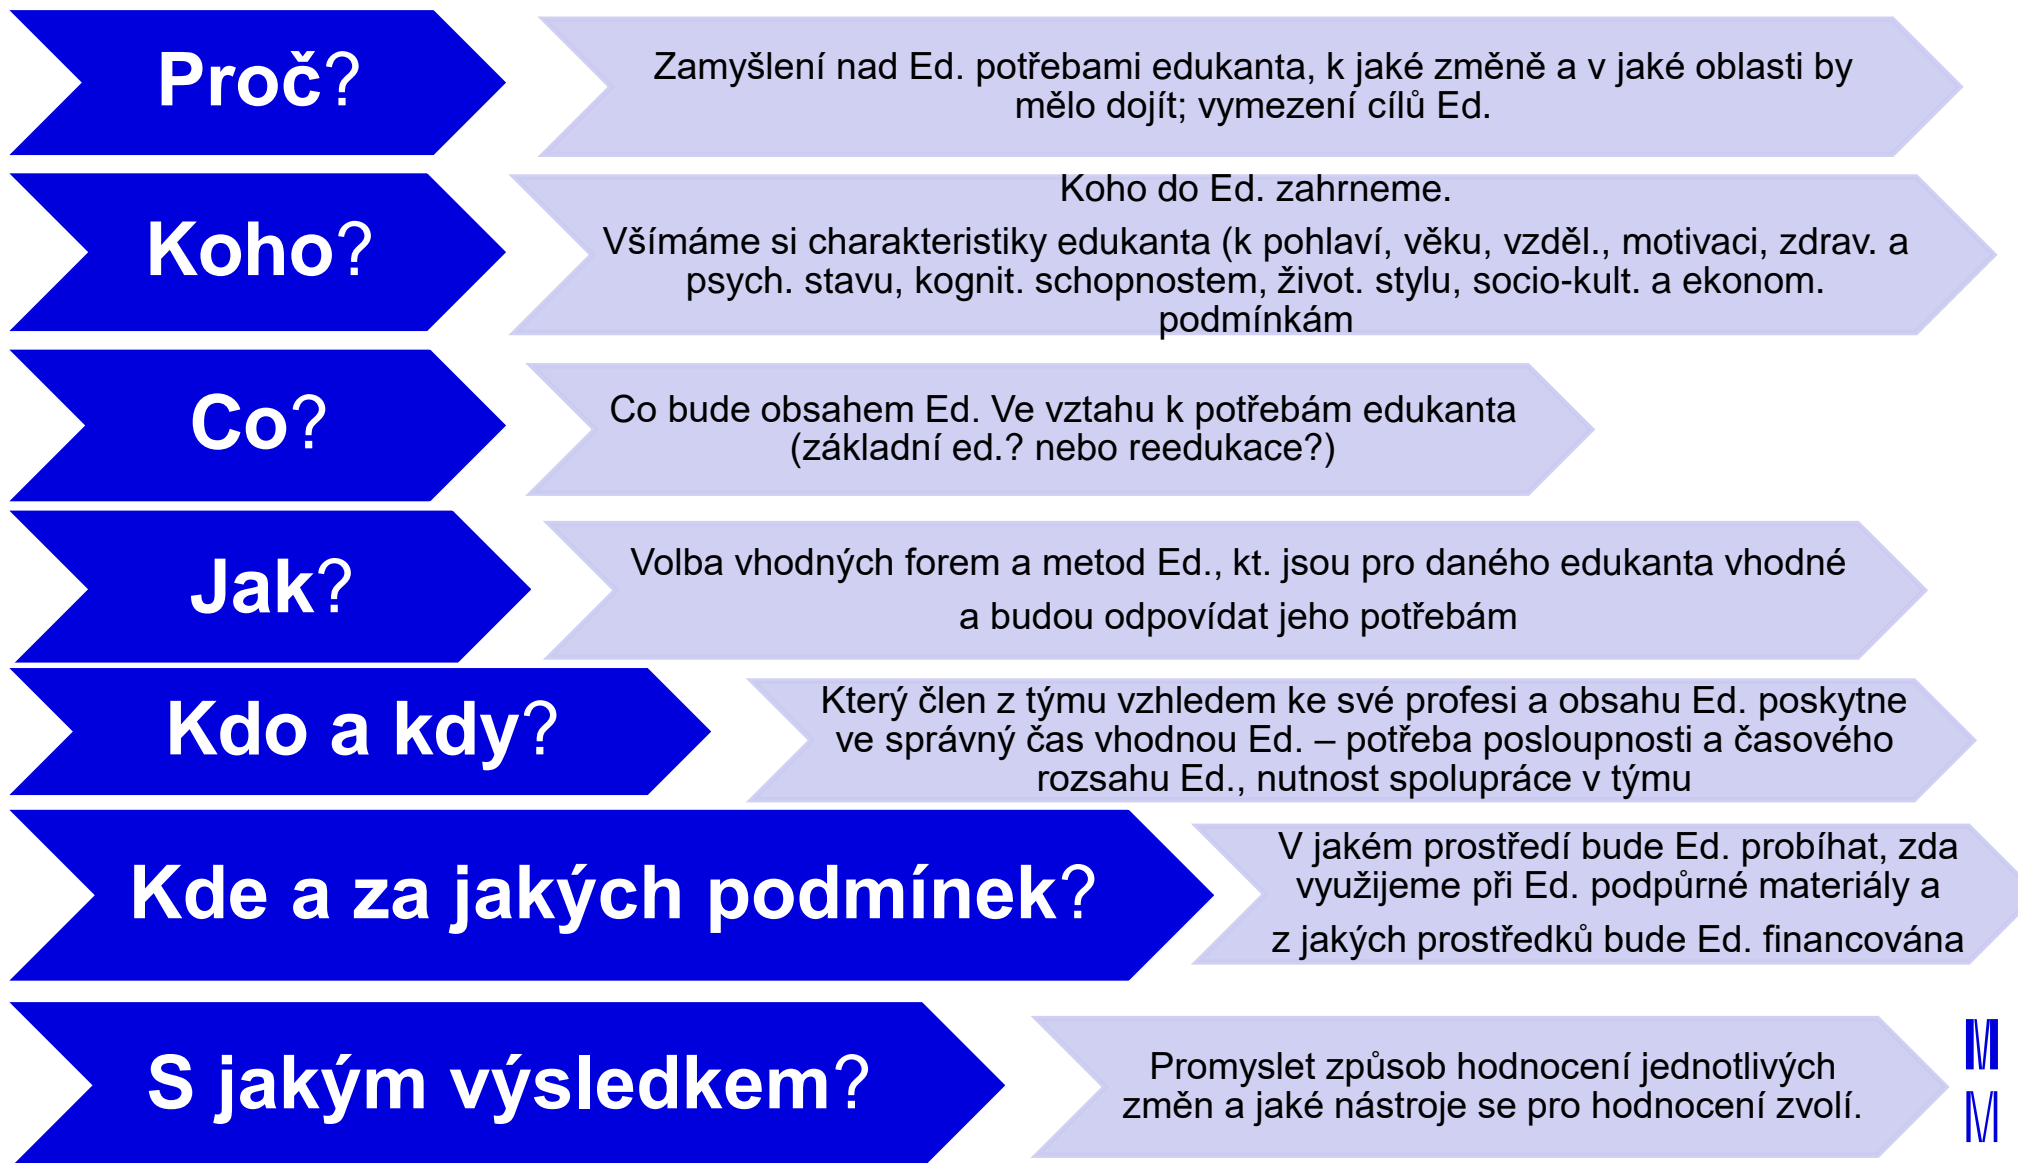 Proč?
Zamyšlení nad Ed. potřebami edukanta, k jaké změně a v jaké oblasti by
mělo dojít; vymezení cílů Ed.
Koho?
Koho do Ed. zahrneme.
Všímáme si charakteristiky edukanta (k pohlaví, věku, vzděl., motivaci, zdrav. a
psych. stavu, kognit. schopnostem, život. stylu, socio-kult. a ekonom.
podmínkám
Co?
Co bude obsahem Ed. Ve vztahu k potřebám edukanta
(základní ed.? nebo reedukace?)
Jak?
Volba vhodných forem a metod Ed., kt. jsou pro daného edukanta vhodné
a budou odpovídat jeho potřebám
Kdo a kdy?
Který člen z týmu vzhledem ke své profesi a obsahu Ed. poskytne
ve správný čas vhodnou Ed. – potřeba posloupnosti a časového
rozsahu Ed., nutnost spolupráce v týmu
Kde a za jakých podmínek?
V jakém prostředí bude Ed. probíhat, zda
využijeme při Ed. podpůrné materiály a
z jakých prostředků bude Ed. financována
S jakým výsledkem?
Promyslet způsob hodnocení jednotlivých
změn a jaké nástroje se pro hodnocení zvolí.
M
M